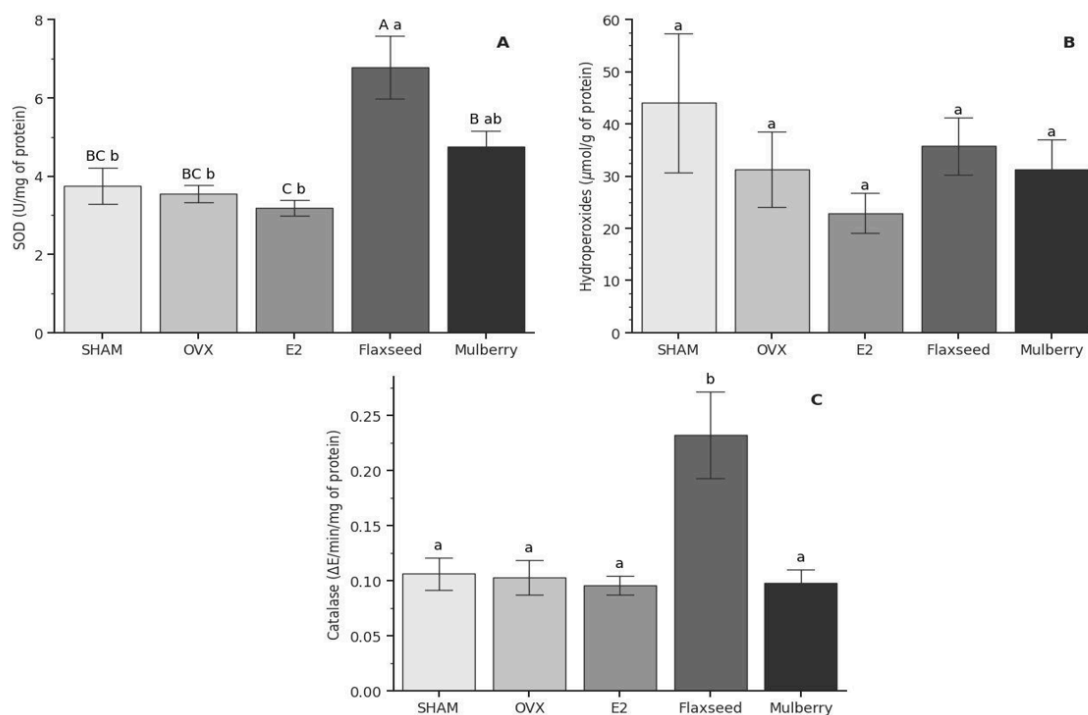 A
SOD (U/mg of protein)
8
6
4
2
0
BC b
BC b
C b
A a
B ab
SHAM OVX E2 Flaxseed Mulberry
B
Hydroperoxides (μmol/g of protein)
60
50
40
30
20
10
0
a
a
a
a
a
SHAM OVX E2 Flaxseed Mulberry
C
Catalase (ΔE/min/mg of protein)
0.25
0.20
0.15
0.10
0.05
0.00
a
a
a
b
a
SHAM OVX E2 Flaxseed Mulberry